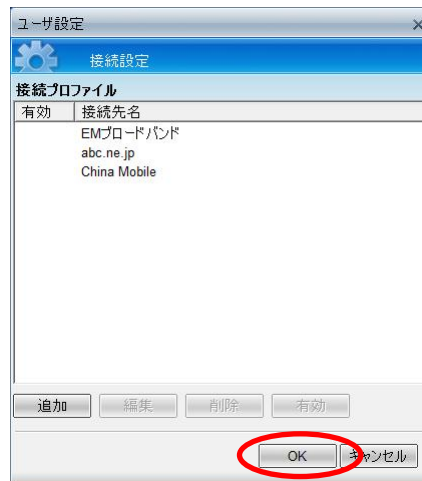 ユーザ設定
接続設定
接続プロファイル
有効 接続先名
EMブロードバンド
abc.ne.jp
China Mobile
追加 編集 削除 有効
OK キャンセル